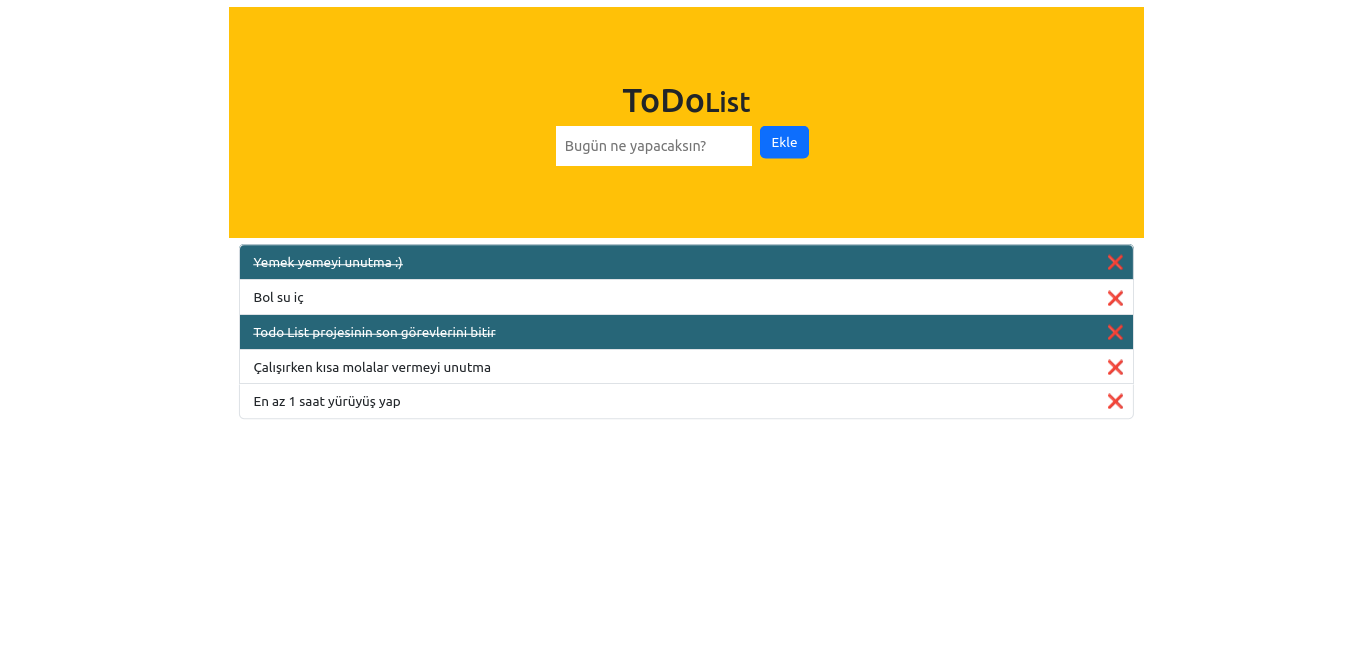 ToDoList
Bugün ne yapacaksın? Ekle
Yemek yemeyi unutma :)
Bol su iç
Todo List projesinin son görevlerini bitir
Çalışırken kısa molalar vermeyi unutma
En az 1 saat yürüyüş yap